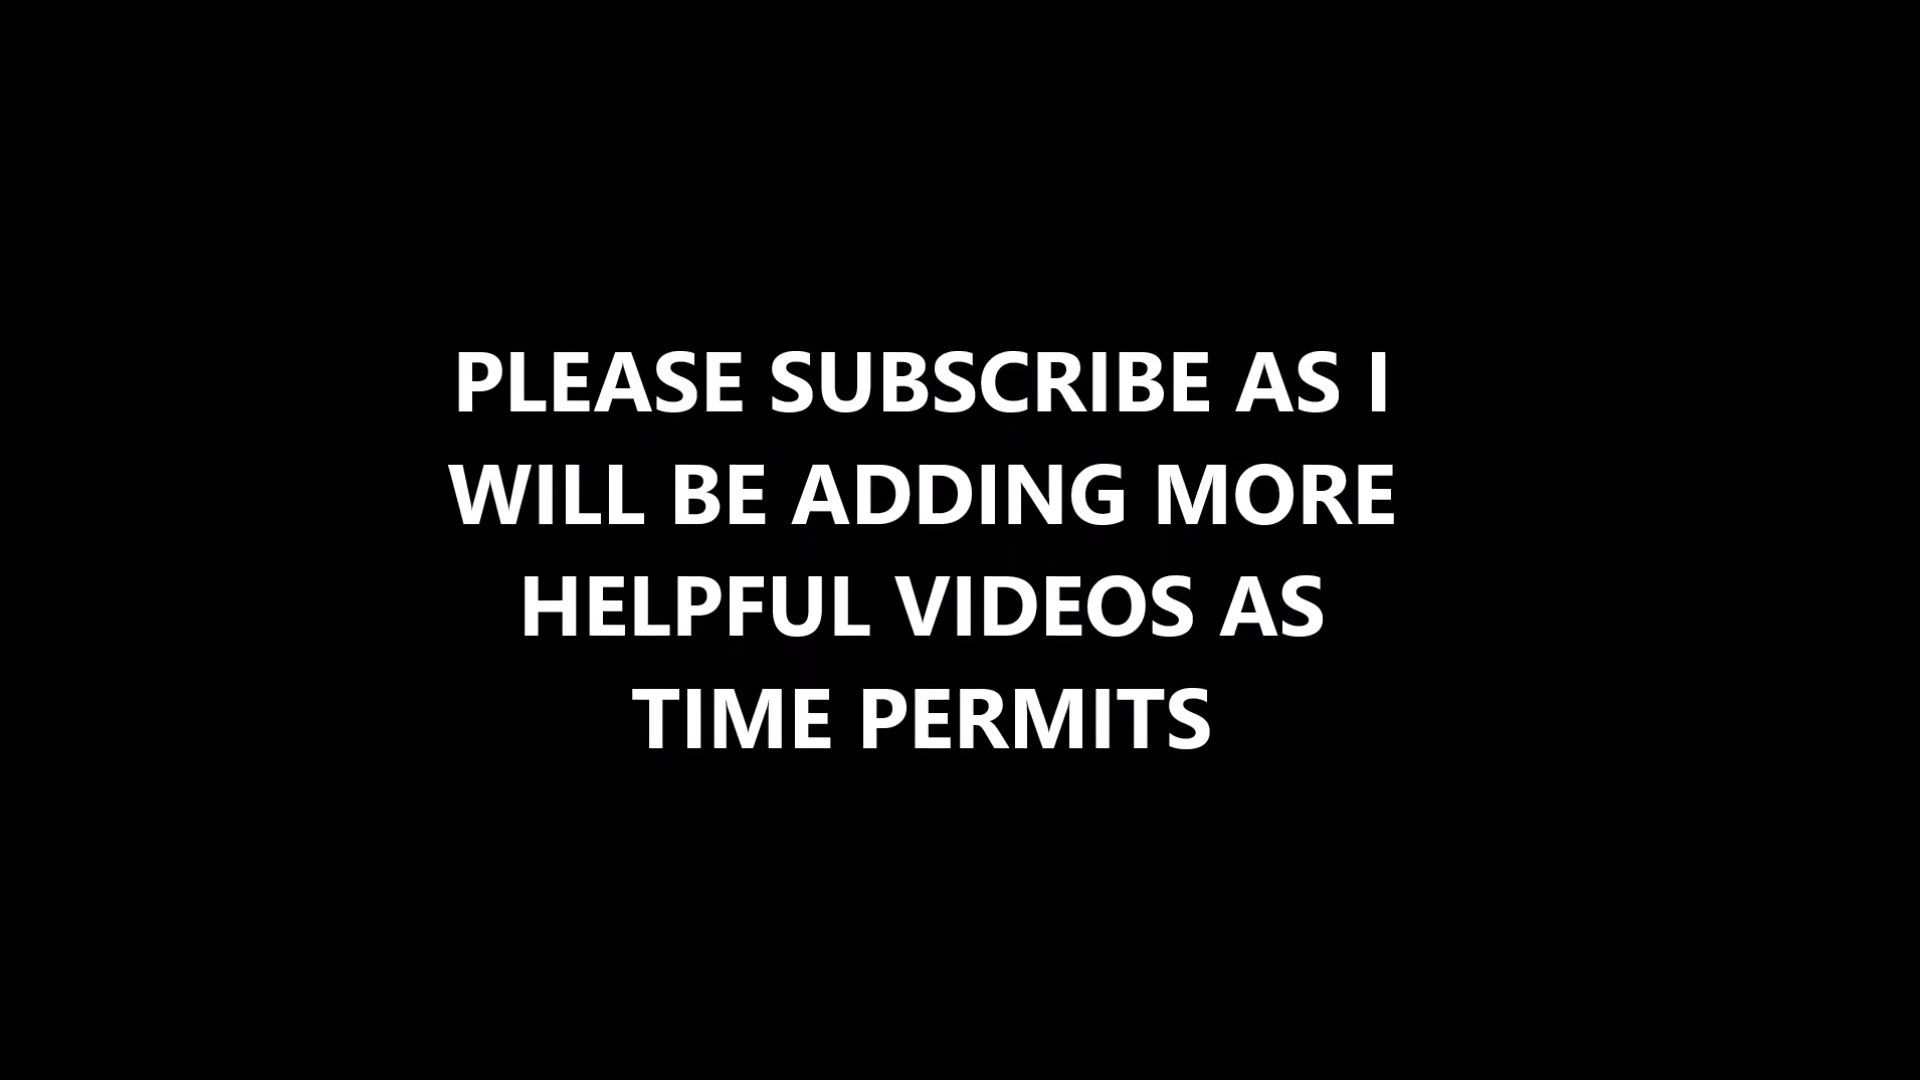 PLEASE SUBSCRIBE AS I
WILL BE ADDING MORE
HELPFUL VIDEOS AS
TIME PERMITS